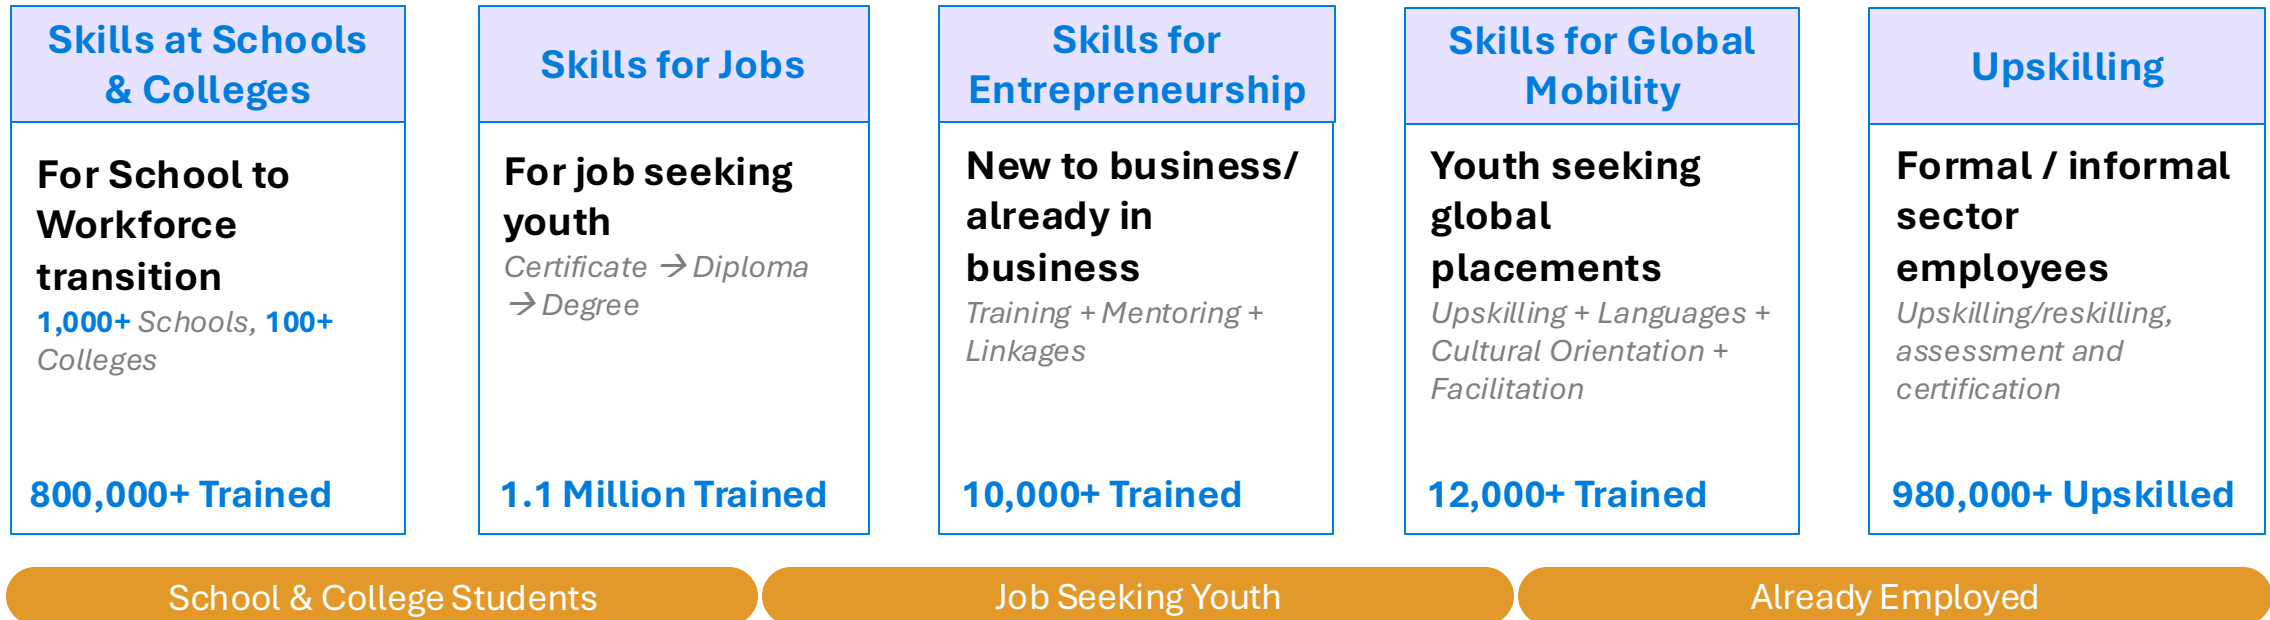 Skills at Schools
& Colleges
For School to
Workforce
transition
1,000+ Schools, 100+
Colleges
800,000+ Trained
Skills for Jobs
For job seeking
youth
Certificate → Diploma
→ Degree
1.1 Million Trained
Skills for
Entrepreneurship
New to business/
already in
business
Training + Mentoring +
Linkages
10,000+ Trained
Skills for Global
Mobility
Youth seeking
global
placements
Upskilling + Languages +
Cultural Orientation +
Facilitation
12,000+ Trained
Upskilling
Formal / informal
sector
employees
Upskilling/reskilling,
assessment and
certification
980,000+ Upskilled
School & College Students
Job Seeking Youth
Already Employed